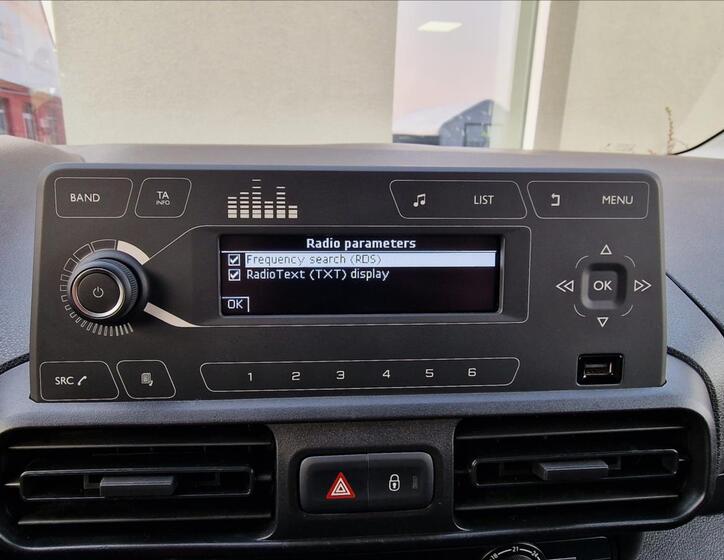 BAND
TA
INFO
LIST
MENU
Radio parameters
Frequency search (RDS)
RadioText (TXT) display
OK
OK
SRC
1 2 3 4 5 6
21